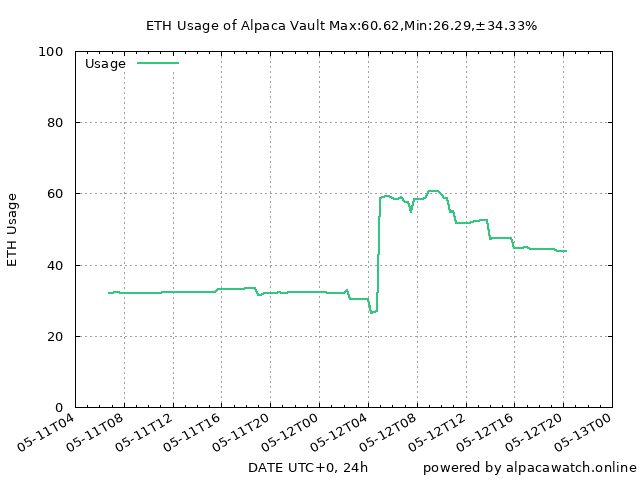 ETH Usage of Alpaca Vault Max:60.62,Min:26.29,±34.33%
Usage
100
80
60
40
20
0
ETH Usage
05-11T04
05-11T08
05-11T12
05-11T16
05-11T20
05-12T00
05-12T04
05-12T08
05-12T12
05-12T16
05-12T20
05-13T00
DATE UTC+0, 24h
powered by alpacawatch.online